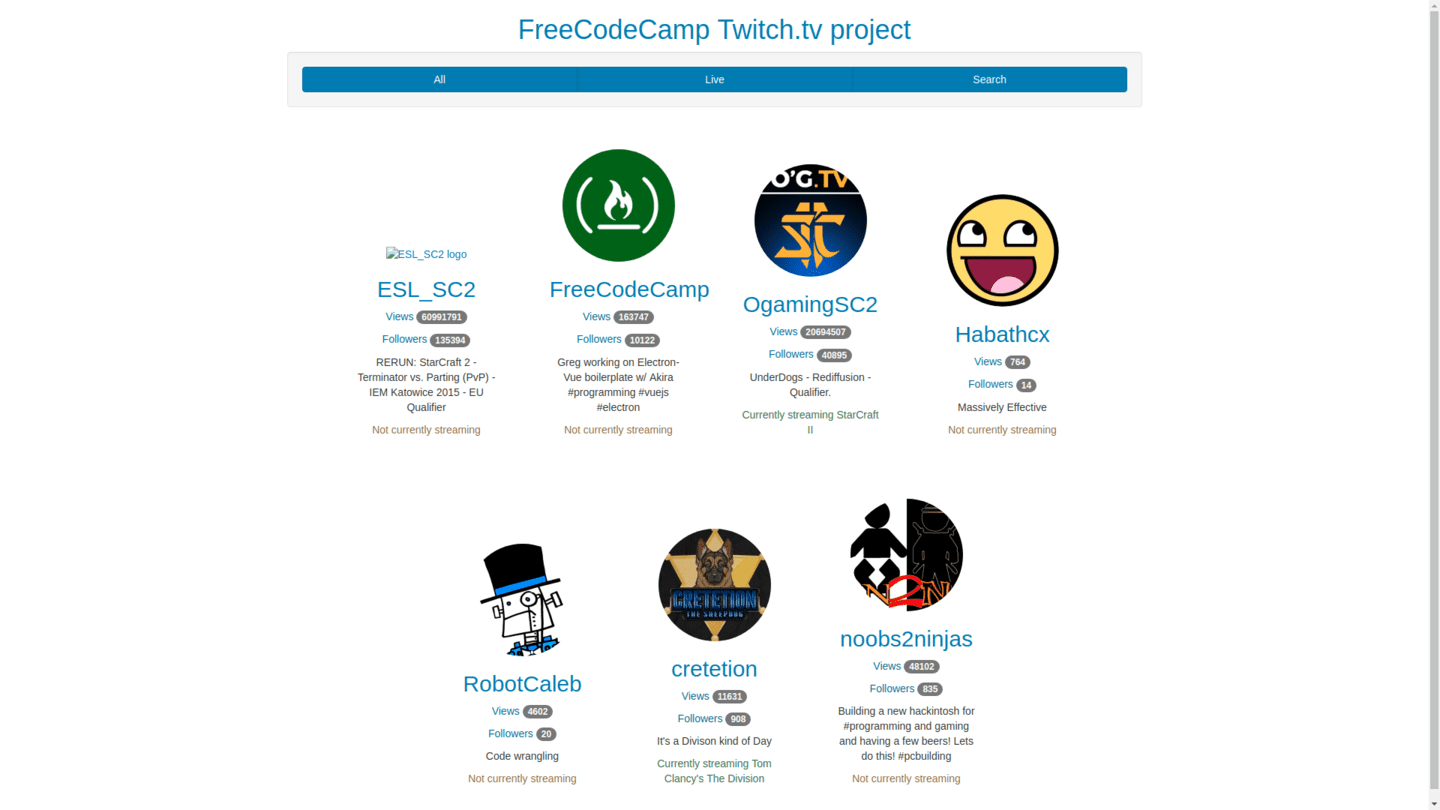 FreeCodeCamp Twitch.tv project
All
Live
Search
ESL_SC2 logo
ESL_SC2
Views 60991791
Followers 135394
RERUN: StarCraft 2 -
Terminator vs. Parting (PvP) -
IEM Katowice 2015 - EU
Qualifier
Not currently streaming
FreeCodeCamp
Views 163747
Followers 10122
Greg working on Electron-
Vue boilerplate w/ Akira
#programming #vuejs
#electron
Not currently streaming
O'G.TV
OgamingSC2
Views 20694507
Followers 40895
UnderDogs - Rediffusion -
Qualifier.
Currently streaming StarCraft
II
Habathcx
Views 764
Followers 14
Massively Effective
Not currently streaming
RobotCaleb
Views 4602
Followers 20
Code wrangling
Not currently streaming
CRETETION
THE SHEEPDOG
cretetion
Views 11631
Followers 908
It's a Divison kind of Day
Currently streaming Tom
Clancy's The Division
N2N
noobs2ninjas
Views 48102
Followers 835
Building a new hackintosh for
#programming and gaming
and having a few beers! Lets
do this! #pcbuilding
Not currently streaming